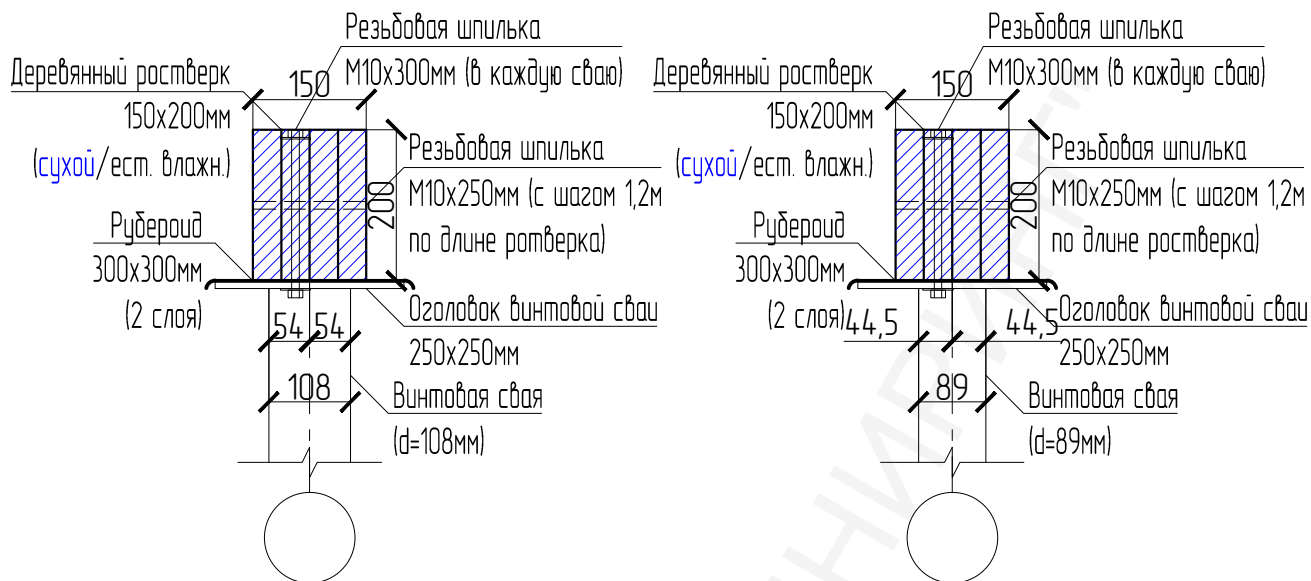 Резьбовая шпилька
М10х300мм (в каждую сваю)
Деревянный ростверк
150х200мм
(сухой/ест. влажн.)
150
200
Резьбовая шпилька
М10х250мм (с шагом 1,2м
по длине ротверка)
Рубероид
300х300мм
(2 слоя)
54
54
Оголовок винтовой сваи
250х250мм
108
Винтовая свая
(d=108мм)
Резьбовая шпилька
М10х300мм (в каждую сваю)
Деревянный ростверк
150х200мм
(сухой/ест. влажн.)
150
200
Резьбовая шпилька
М10х250мм (с шагом 1,2м
по длине ростверка)
Рубероид
300х300мм
(2 слоя)
44,5
44,5
Оголовок винтовой сваи
250х250мм
89
Винтовая свая
(d=89мм)